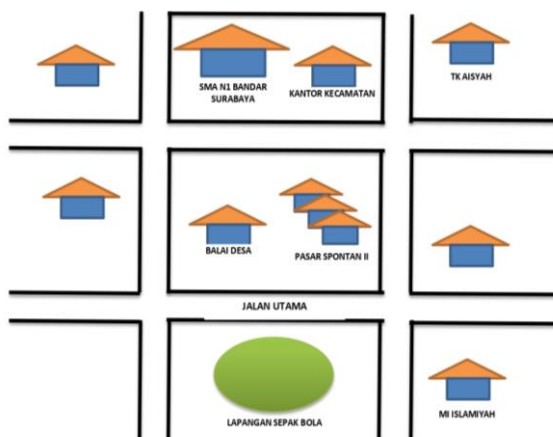 SMA N1 BANDAR
SURABAYA
KANTOR KECAMATAN
TK AISYAH
BALAI DESA
PASAR SPONTAN II
JALAN UTAMA
LAPANGAN SEPAK BOLA
MI ISLAMIYAH